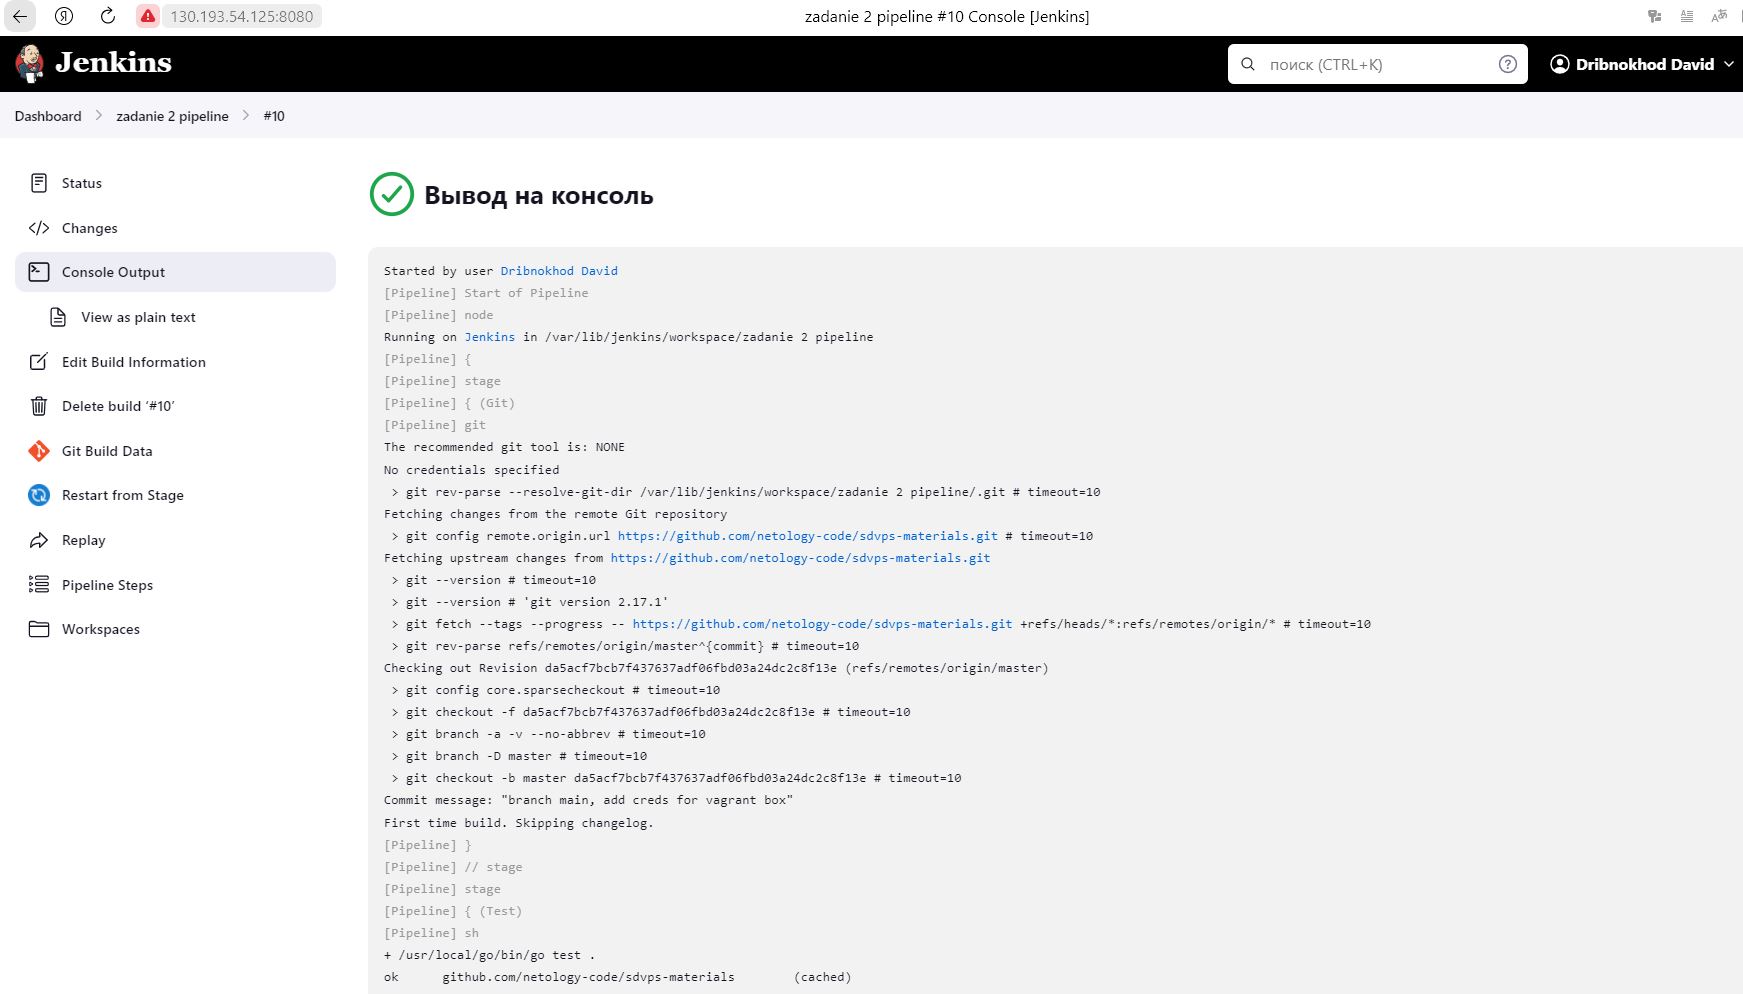 130.193.54.125:8080
zadanie 2 pipeline #10 Console [Jenkins]
Jenkins
поиск (CTRL+K)
Dribnokhod David
Dashboard
zadanie 2 pipeline
#10
Status
Changes
Console Output
View as plain text
Edit Build Information
Delete build ‘#10’
Git Build Data
Restart from Stage
Replay
Pipeline Steps
Workspaces
Вывод на консоль
Started by user Dribnokhod David
[Pipeline] Start of Pipeline
[Pipeline] node
Running on Jenkins in /var/lib/jenkins/workspace/zadanie 2 pipeline
[Pipeline] {
[Pipeline] stage
[Pipeline] { (Git)
[Pipeline] git
The recommended git tool is: NONE
No credentials specified
> git rev-parse --resolve-git-dir /var/lib/jenkins/workspace/zadanie 2 pipeline/.git # timeout=10
Fetching changes from the remote Git repository
> git config remote.origin.url https://github.com/netology-code/sdvps-materials.git # timeout=10
Fetching upstream changes from https://github.com/netology-code/sdvps-materials.git
> git --version # timeout=10
> git --version # 'git version 2.17.1'
> git fetch --tags --progress -- https://github.com/netology-code/sdvps-materials.git +refs/heads/*:refs/remotes/origin/* # timeout=10
> git rev-parse refs/remotes/origin/master^{commit} # timeout=10
Checking out Revision da5acf7bcb7f437637adf06fbd03a24dc2c8f13e (refs/remotes/origin/master)
> git config core.sparsecheckout # timeout=10
> git checkout -f da5acf7bcb7f437637adf06fbd03a24dc2c8f13e # timeout=10
> git branch -a -v --no-abbrev # timeout=10
> git branch -D master # timeout=10
> git checkout -b master da5acf7bcb7f437637adf06fbd03a24dc2c8f13e # timeout=10
Commit message: "branch main, add creds for vagrant box"
First time build. Skipping changelog.
[Pipeline] }
[Pipeline] // stage
[Pipeline] stage
[Pipeline] { (Test)
[Pipeline] sh
+ /usr/local/go/bin/go test .
ok github.com/netology-code/sdvps-materials (cached)